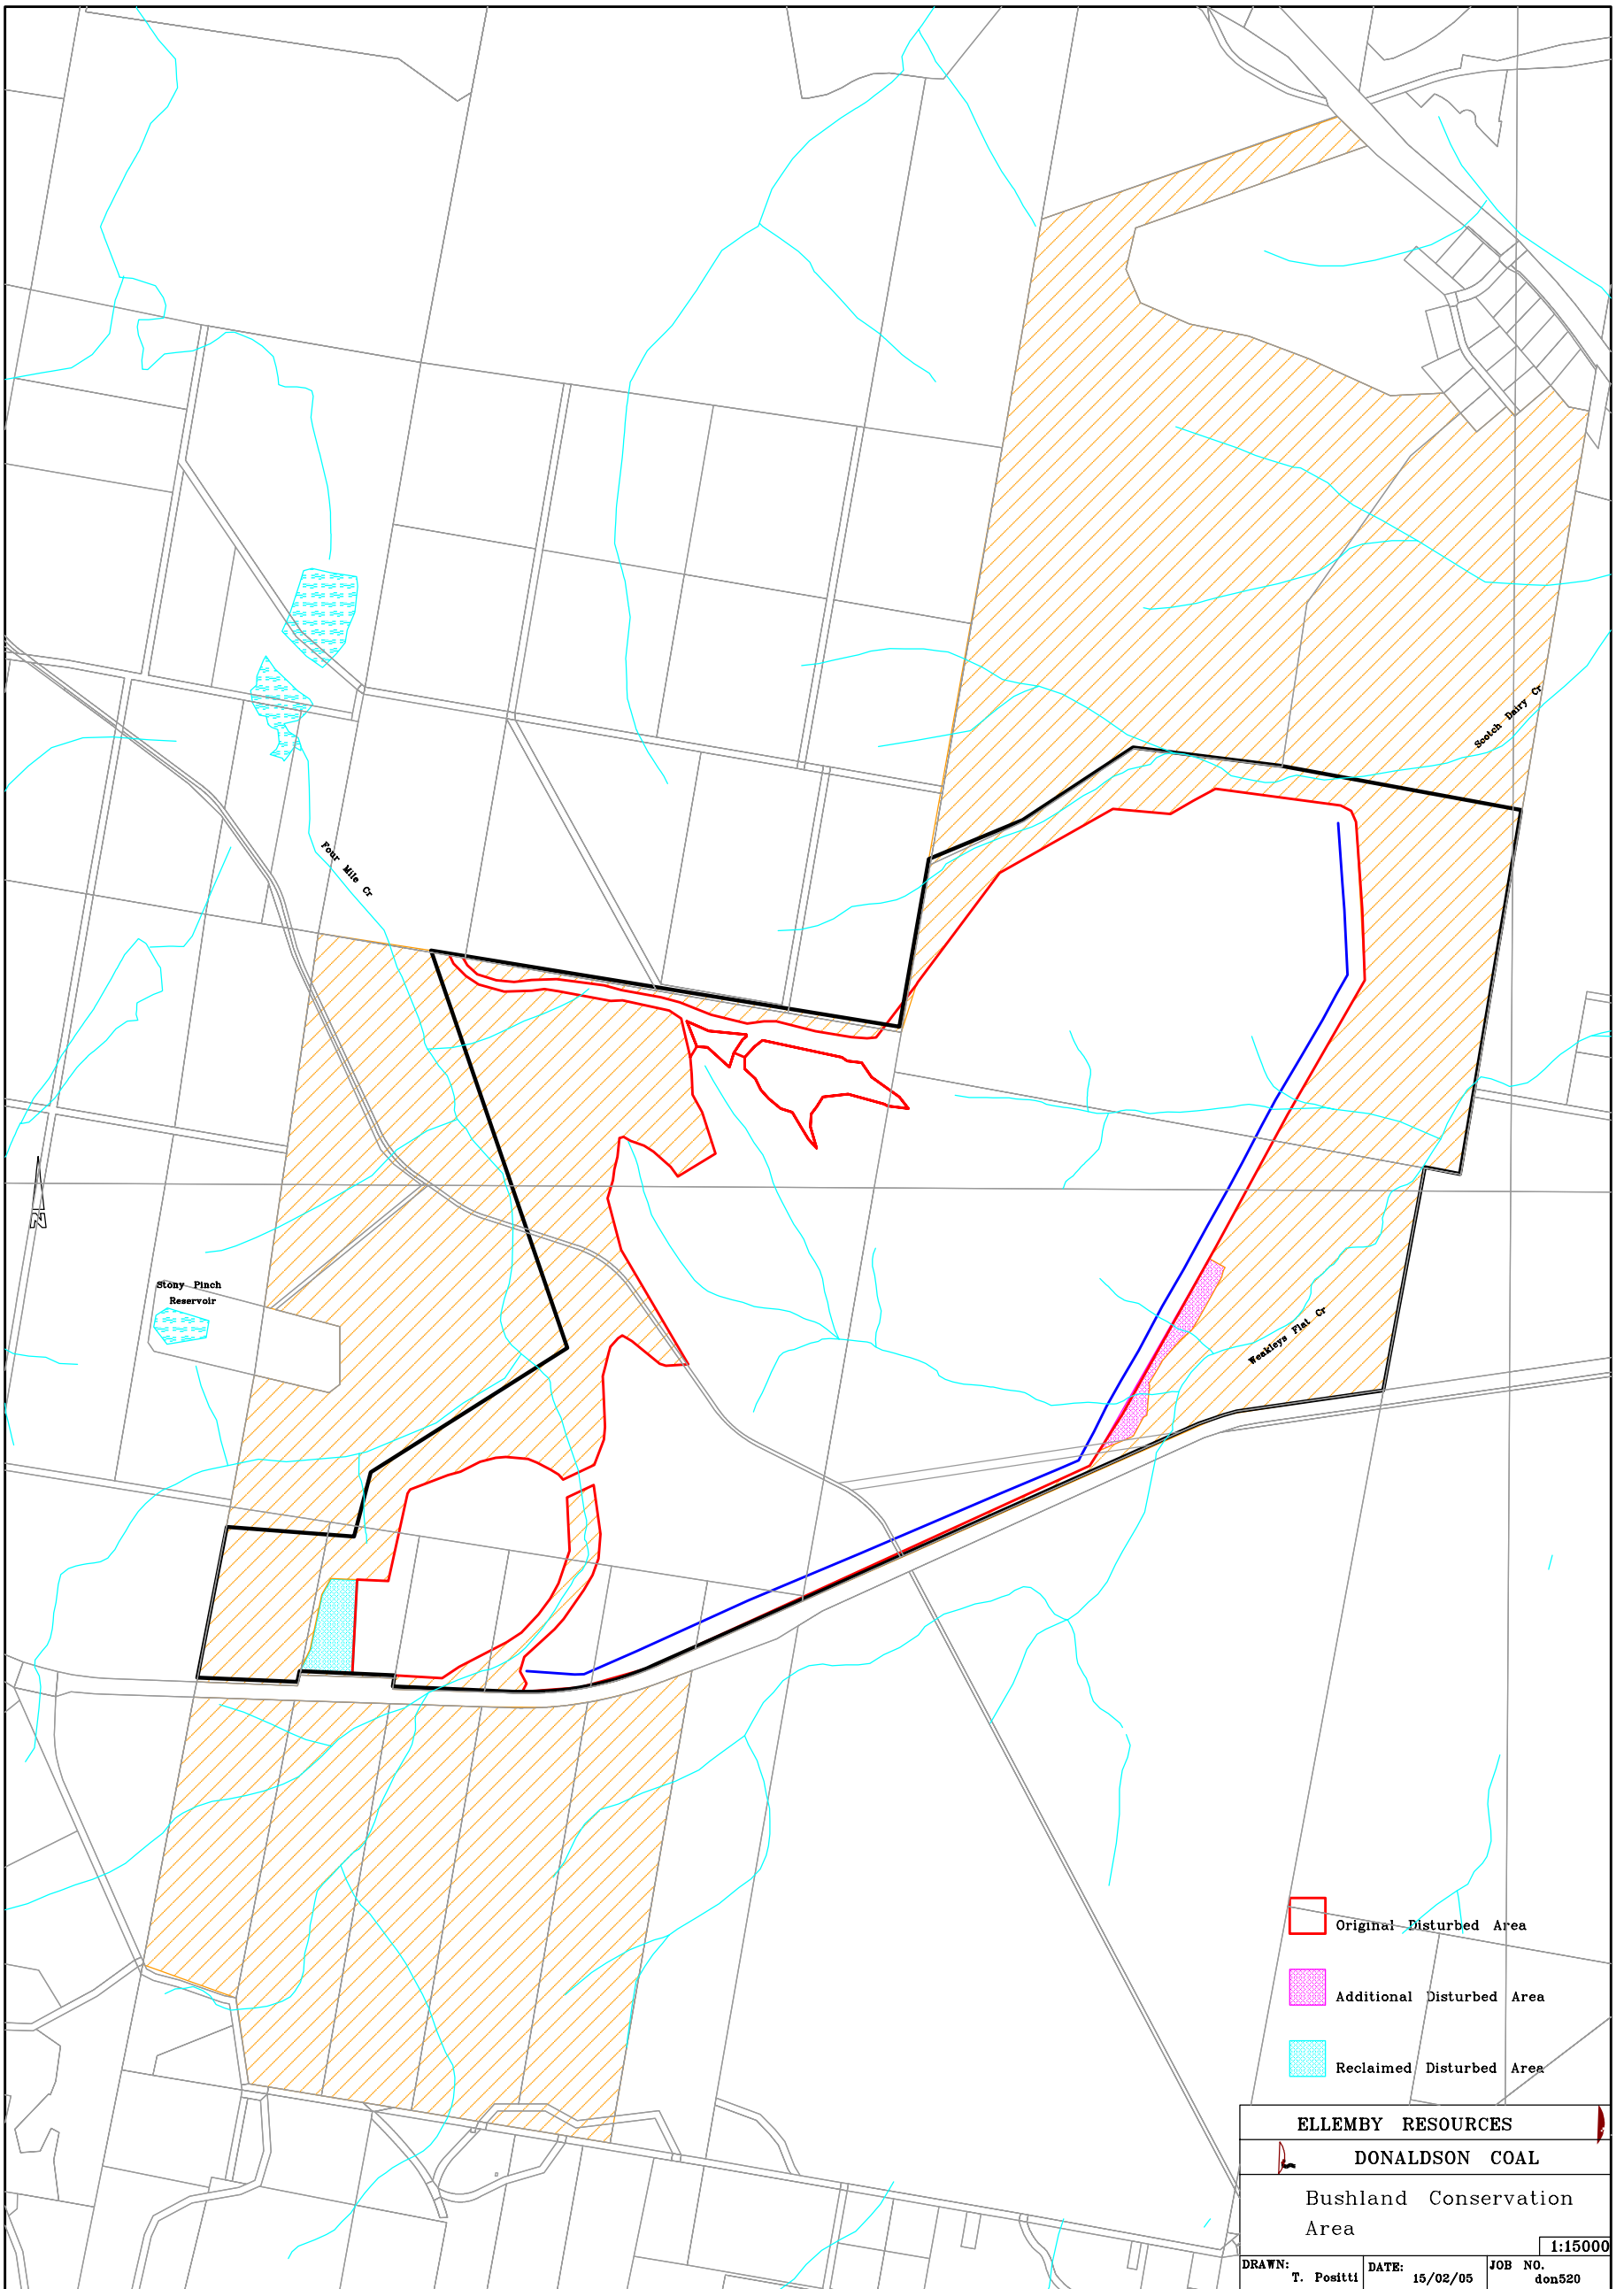 Scotch Dairy Cr
Four Mile Cr
N
Stony Pinch
Reservoir
Weakleys Flat Cr
Original Disturbed Area
Additional Disturbed Area
Reclaimed Disturbed Area
ELLEMBY RESOURCES
DONALDSON COAL
Bushland Conservation
Area
1:15000
DRAWN: T. Positti
DATE: 15/02/05
JOB NO. don520